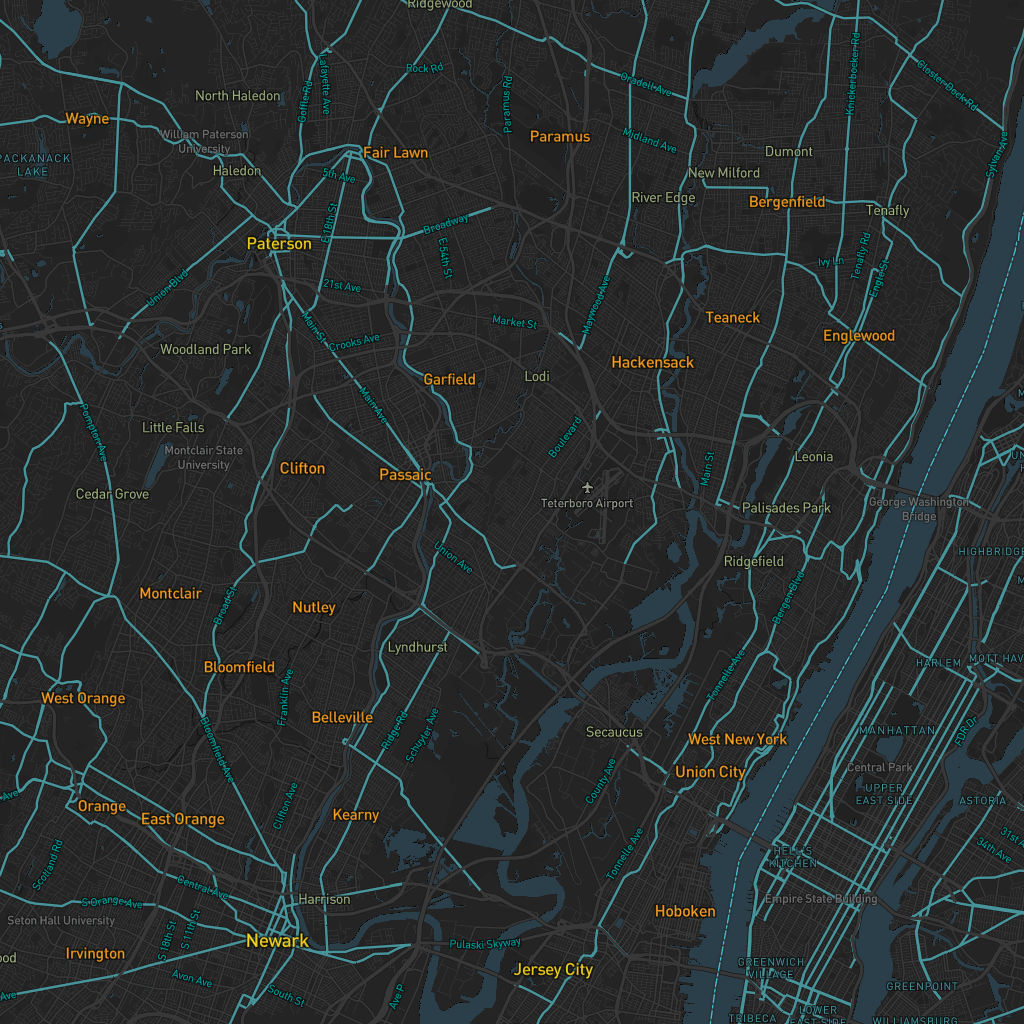 Ridgewood
Rock Rd
Lafayette Ave
Goffle Rd
North Haledon
Paramus Rd
Oradell Ave
Knickerbocker Rd
Closter Dock Rd
Wayne
William Paterson
University
Paramus
Midland Ave
Sylvan Ave
PACKANACK
LAKE
Haledon
Fair Lawn
5th Ave
Dumont
New Milford
River Edge
Bergenfield
Tenafly
E 18th St
Broadway
Paterson
E 54th St
Tenafly Rd
Ivy Ln
Engle St
Union Blvd
21st Ave
Maywood Ave
Market St
Main St
Crooks Ave
Teaneck
Englewood
Woodland Park
Hackensack
Lodi
Garfield
Main Ave
Pompton Ave
Little Falls
Montclair State
University
Boulevard
Clifton
Passaic
Main St
Leonia
Cedar Grove
Teterboro Airport
Palisades Park
George Washington
Bridge
Union Ave
Ridgefield
HIGHBRIDGE
Montclair
Broad St
Nutley
Bergen Blvd
Lyndhurst
Bloomfield
HARLEM
MOTT HAV
Tonnelle Ave
West Orange
Franklin Ave
Belleville
Ridge Rd
Schuyler Ave
Secaucus
West New York
MANHATTAN
FDR Dr
Bloomfield Ave
Union City
Central Park
County Ave
UPPER
EAST SIDE
ASTORIA
Ave
Orange
East Orange
Clifton Ave
Kearny
31st A
34th Ave
Tonnelle Ave
HELL'S
KITCHEN
Scotland Rd
Central Ave
S Orange Ave
Harrison
Empire State Building
Hoboken
Seton Hall University
S 18th St
S 11th St
Newark
Irvington
Pulaski Skyway
ood
Jersey City
GREENWICH
VILLAGE
Avon Ave
South St
Ave P
Ave
GREENPOINT
TRIBECA
LOWER
EAST SIDE
WILLIAMSBURG